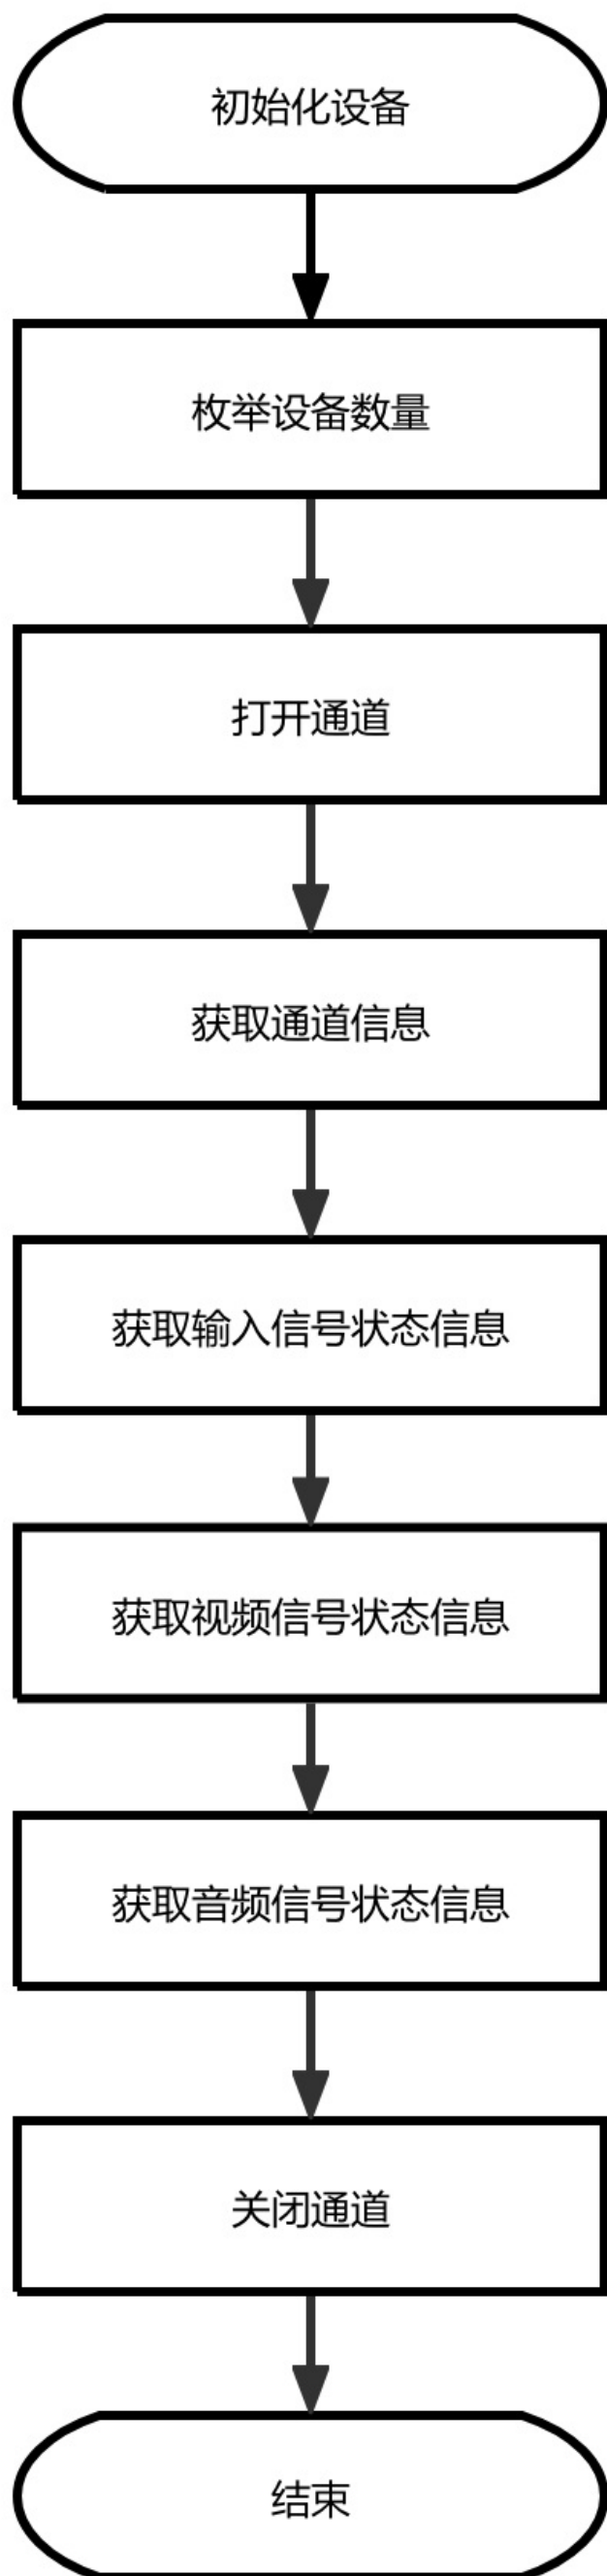 初始化设备
枚举设备数量
打开通道
获取通道信息
获取输入信号状态信息
获取视频信号状态信息
获取音频信号状态信息
关闭通道
结束